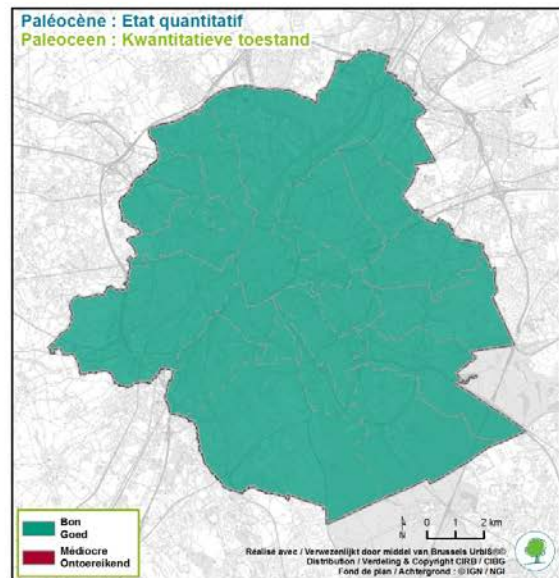 Paléocène : Etat quantitatif
Paleoceen : Kwantitatieve toestand
Bon
Goed
Médiocre
Ontoereikend
N
0 1 2 km
Réalisé avec / Verwezenlijkt door middel van Brussels UrbIS®©
Distribution / Verdeling & Copyright CIRB / CIBG
Fond de plan / Achtergrond : © IGN / NGI